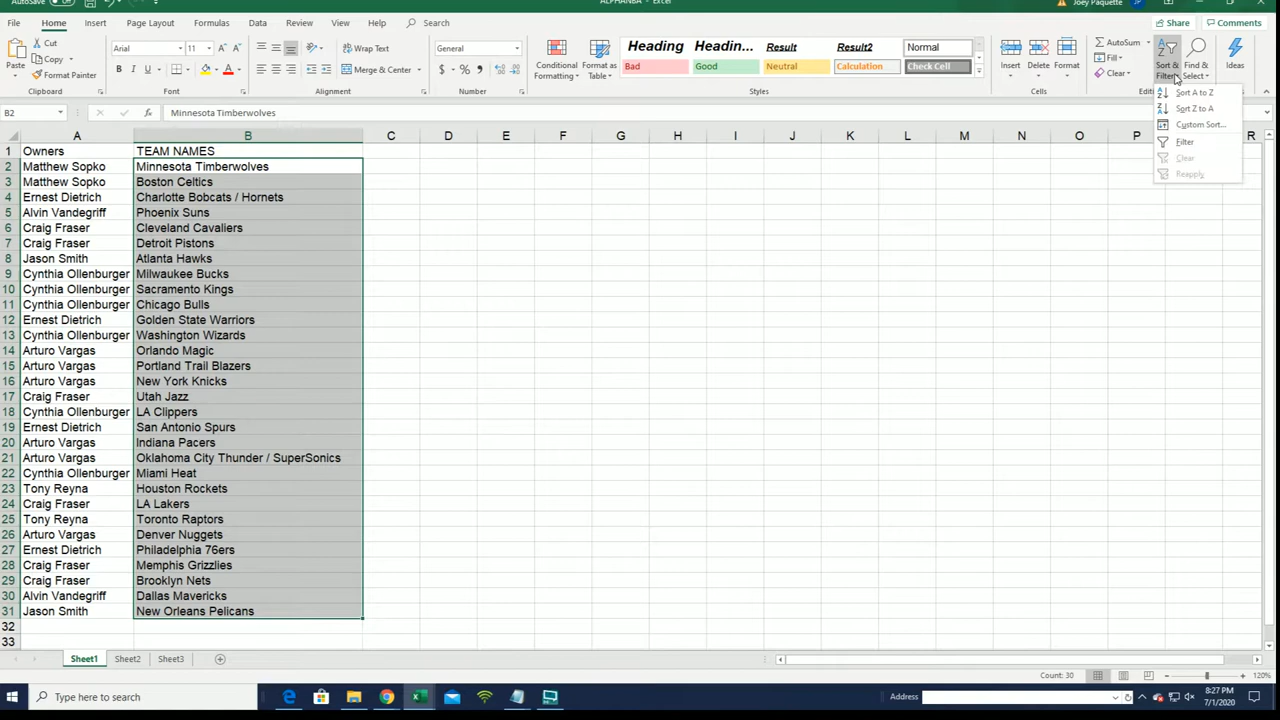 AutoSave
ALPHANBA - Excel
Joey Paquette JP
File Home Insert Page Layout Formulas Data Review View Help Search Share Comments
Paste Cut Copy Format Painter
Arial 11 Wrap Text General
B I U A Merge & Center $ % 9
Conditional Formatting Format as Table
Heading Headin... Result Result2 Normal
Bad Good Neutral Calculation Check Cell
Insert Delete Format
AutoSum Fill Clear
Sort & Filter Find & Select Ideas
Clipboard Font Alignment Number Styles Cells
Sort A to Z
Sort Z to A
Custom Sort...
Filter
Clear
Reapply
B2 fx Minnesota Timberwolves
A B C D E F G H I J K L M N O P R
1 Owners TEAM NAMES
2 Matthew Sopko Minnesota Timberwolves
3 Matthew Sopko Boston Celtics
4 Ernest Dietrich Charlotte Bobcats / Hornets
5 Alvin Vandegriff Phoenix Suns
6 Craig Fraser Cleveland Cavaliers
7 Craig Fraser Detroit Pistons
8 Jason Smith Atlanta Hawks
9 Cynthia Ollenburger Milwaukee Bucks
10 Cynthia Ollenburger Sacramento Kings
11 Cynthia Ollenburger Chicago Bulls
12 Ernest Dietrich Golden State Warriors
13 Cynthia Ollenburger Washington Wizards
14 Arturo Vargas Orlando Magic
15 Arturo Vargas Portland Trail Blazers
16 Arturo Vargas New York Knicks
17 Craig Fraser Utah Jazz
18 Cynthia Ollenburger LA Clippers
19 Ernest Dietrich San Antonio Spurs
20 Arturo Vargas Indiana Pacers
21 Arturo Vargas Oklahoma City Thunder / SuperSonics
22 Cynthia Ollenburger Miami Heat
23 Tony Reyna Houston Rockets
24 Craig Fraser LA Lakers
25 Tony Reyna Toronto Raptors
26 Arturo Vargas Denver Nuggets
27 Ernest Dietrich Philadelphia 76ers
28 Craig Fraser Memphis Grizzlies
29 Craig Fraser Brooklyn Nets
30 Alvin Vandegriff Dallas Mavericks
31 Jason Smith New Orleans Pelicans
32
33
Sheet1 Sheet2 Sheet3
Count: 30 120%
Type here to search
Address
8:27 PM
7/1/2020